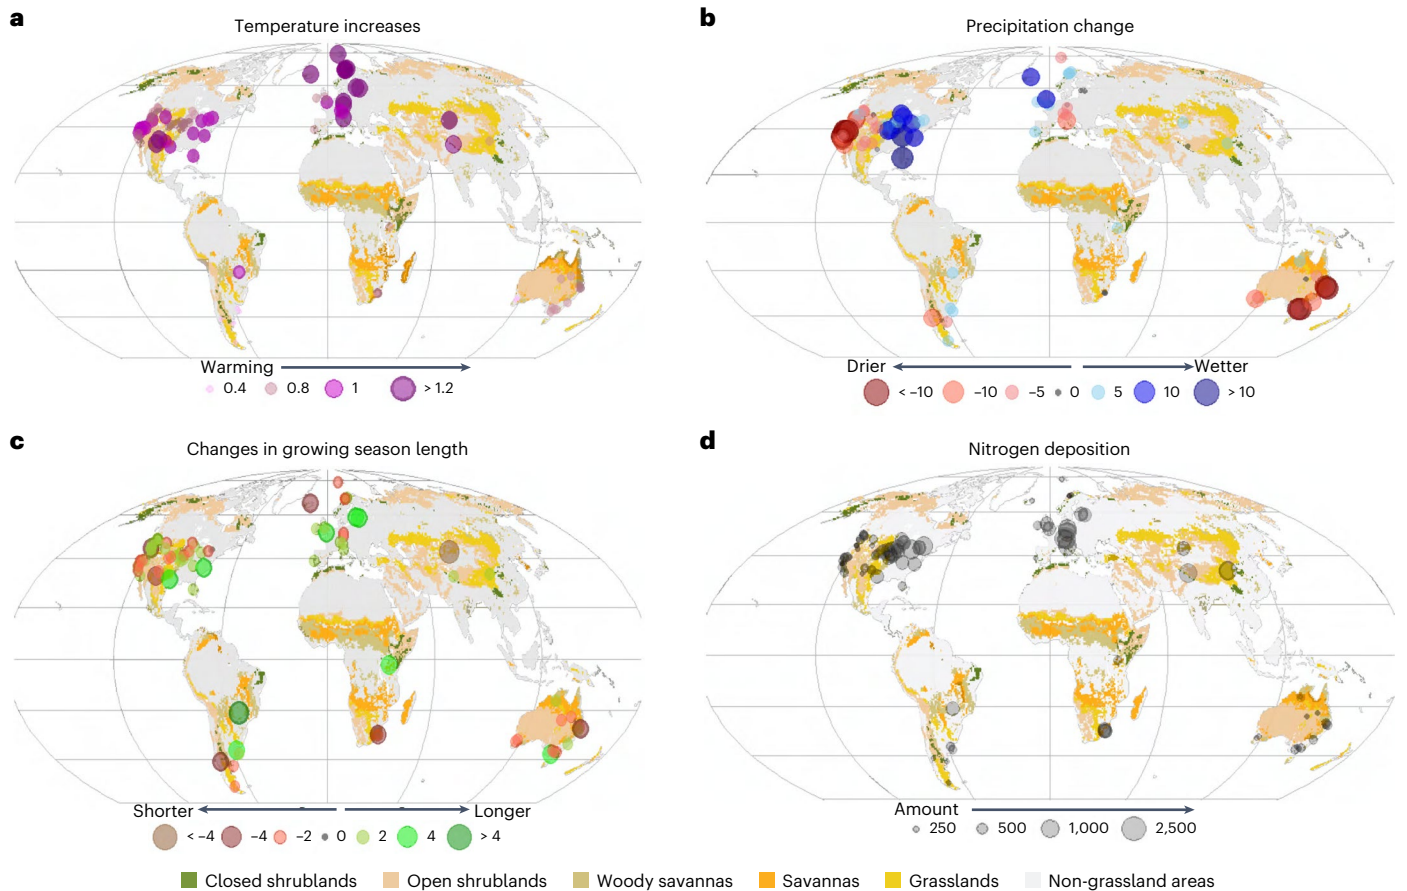 a
Temperature increases
Warming
0.4
0.8
1
> 1.2
b
Precipitation change
Drier
Wetter
< –10
–10
–5
0
5
10
> 10
c
Changes in growing season length
Shorter
Longer
< –4
–4
–2
0
2
4
> 4
d
Nitrogen deposition
Amount
250
500
1,000
2,500
Closed shrublands
Open shrublands
Woody savannas
Savannas
Grasslands
Non-grassland areas